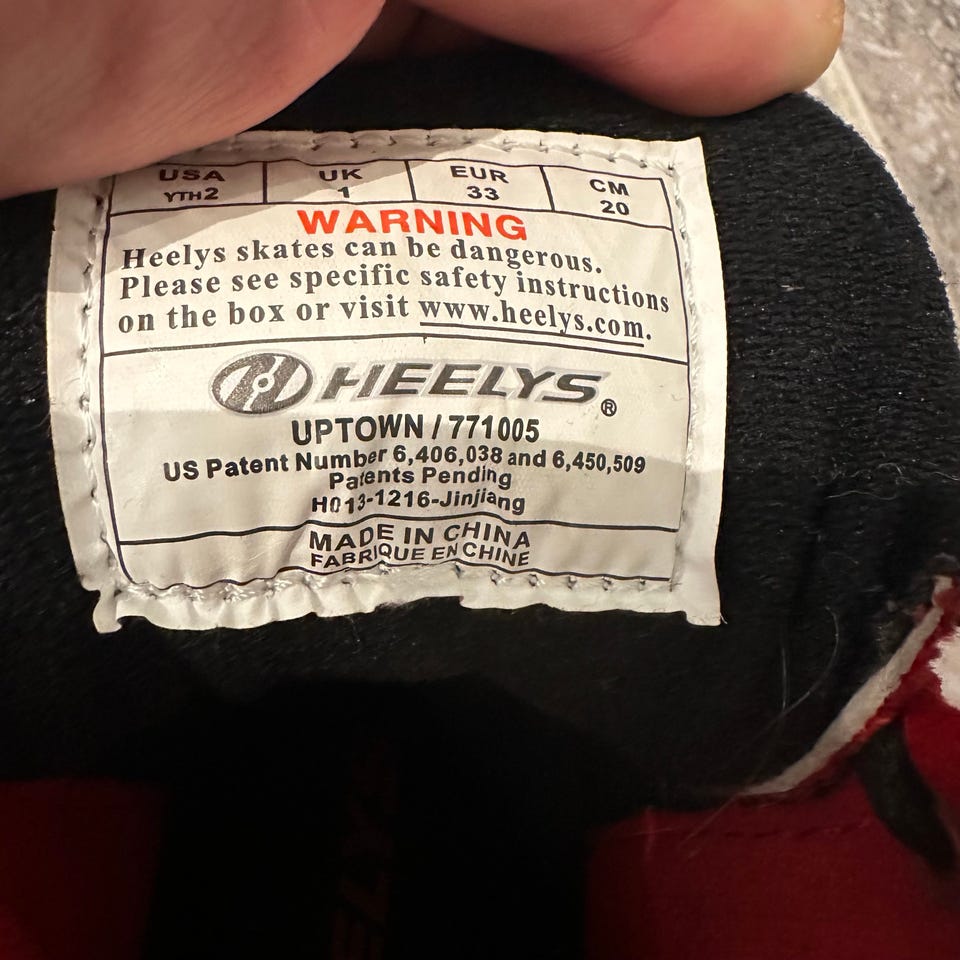 USA UK EUR CM
YTH2 1 33 20
WARNING
Heelys skates can be dangerous.
Please see specific safety instructions
on the box or visit www.heelys.com.
HEELYS®
UPTOWN / 771005
US Patent Number 6,406,038 and 6,450,509
Patents Pending
H013-1216-Jinjiang
MADE IN CHINA
FABRIQUE EN CHINE